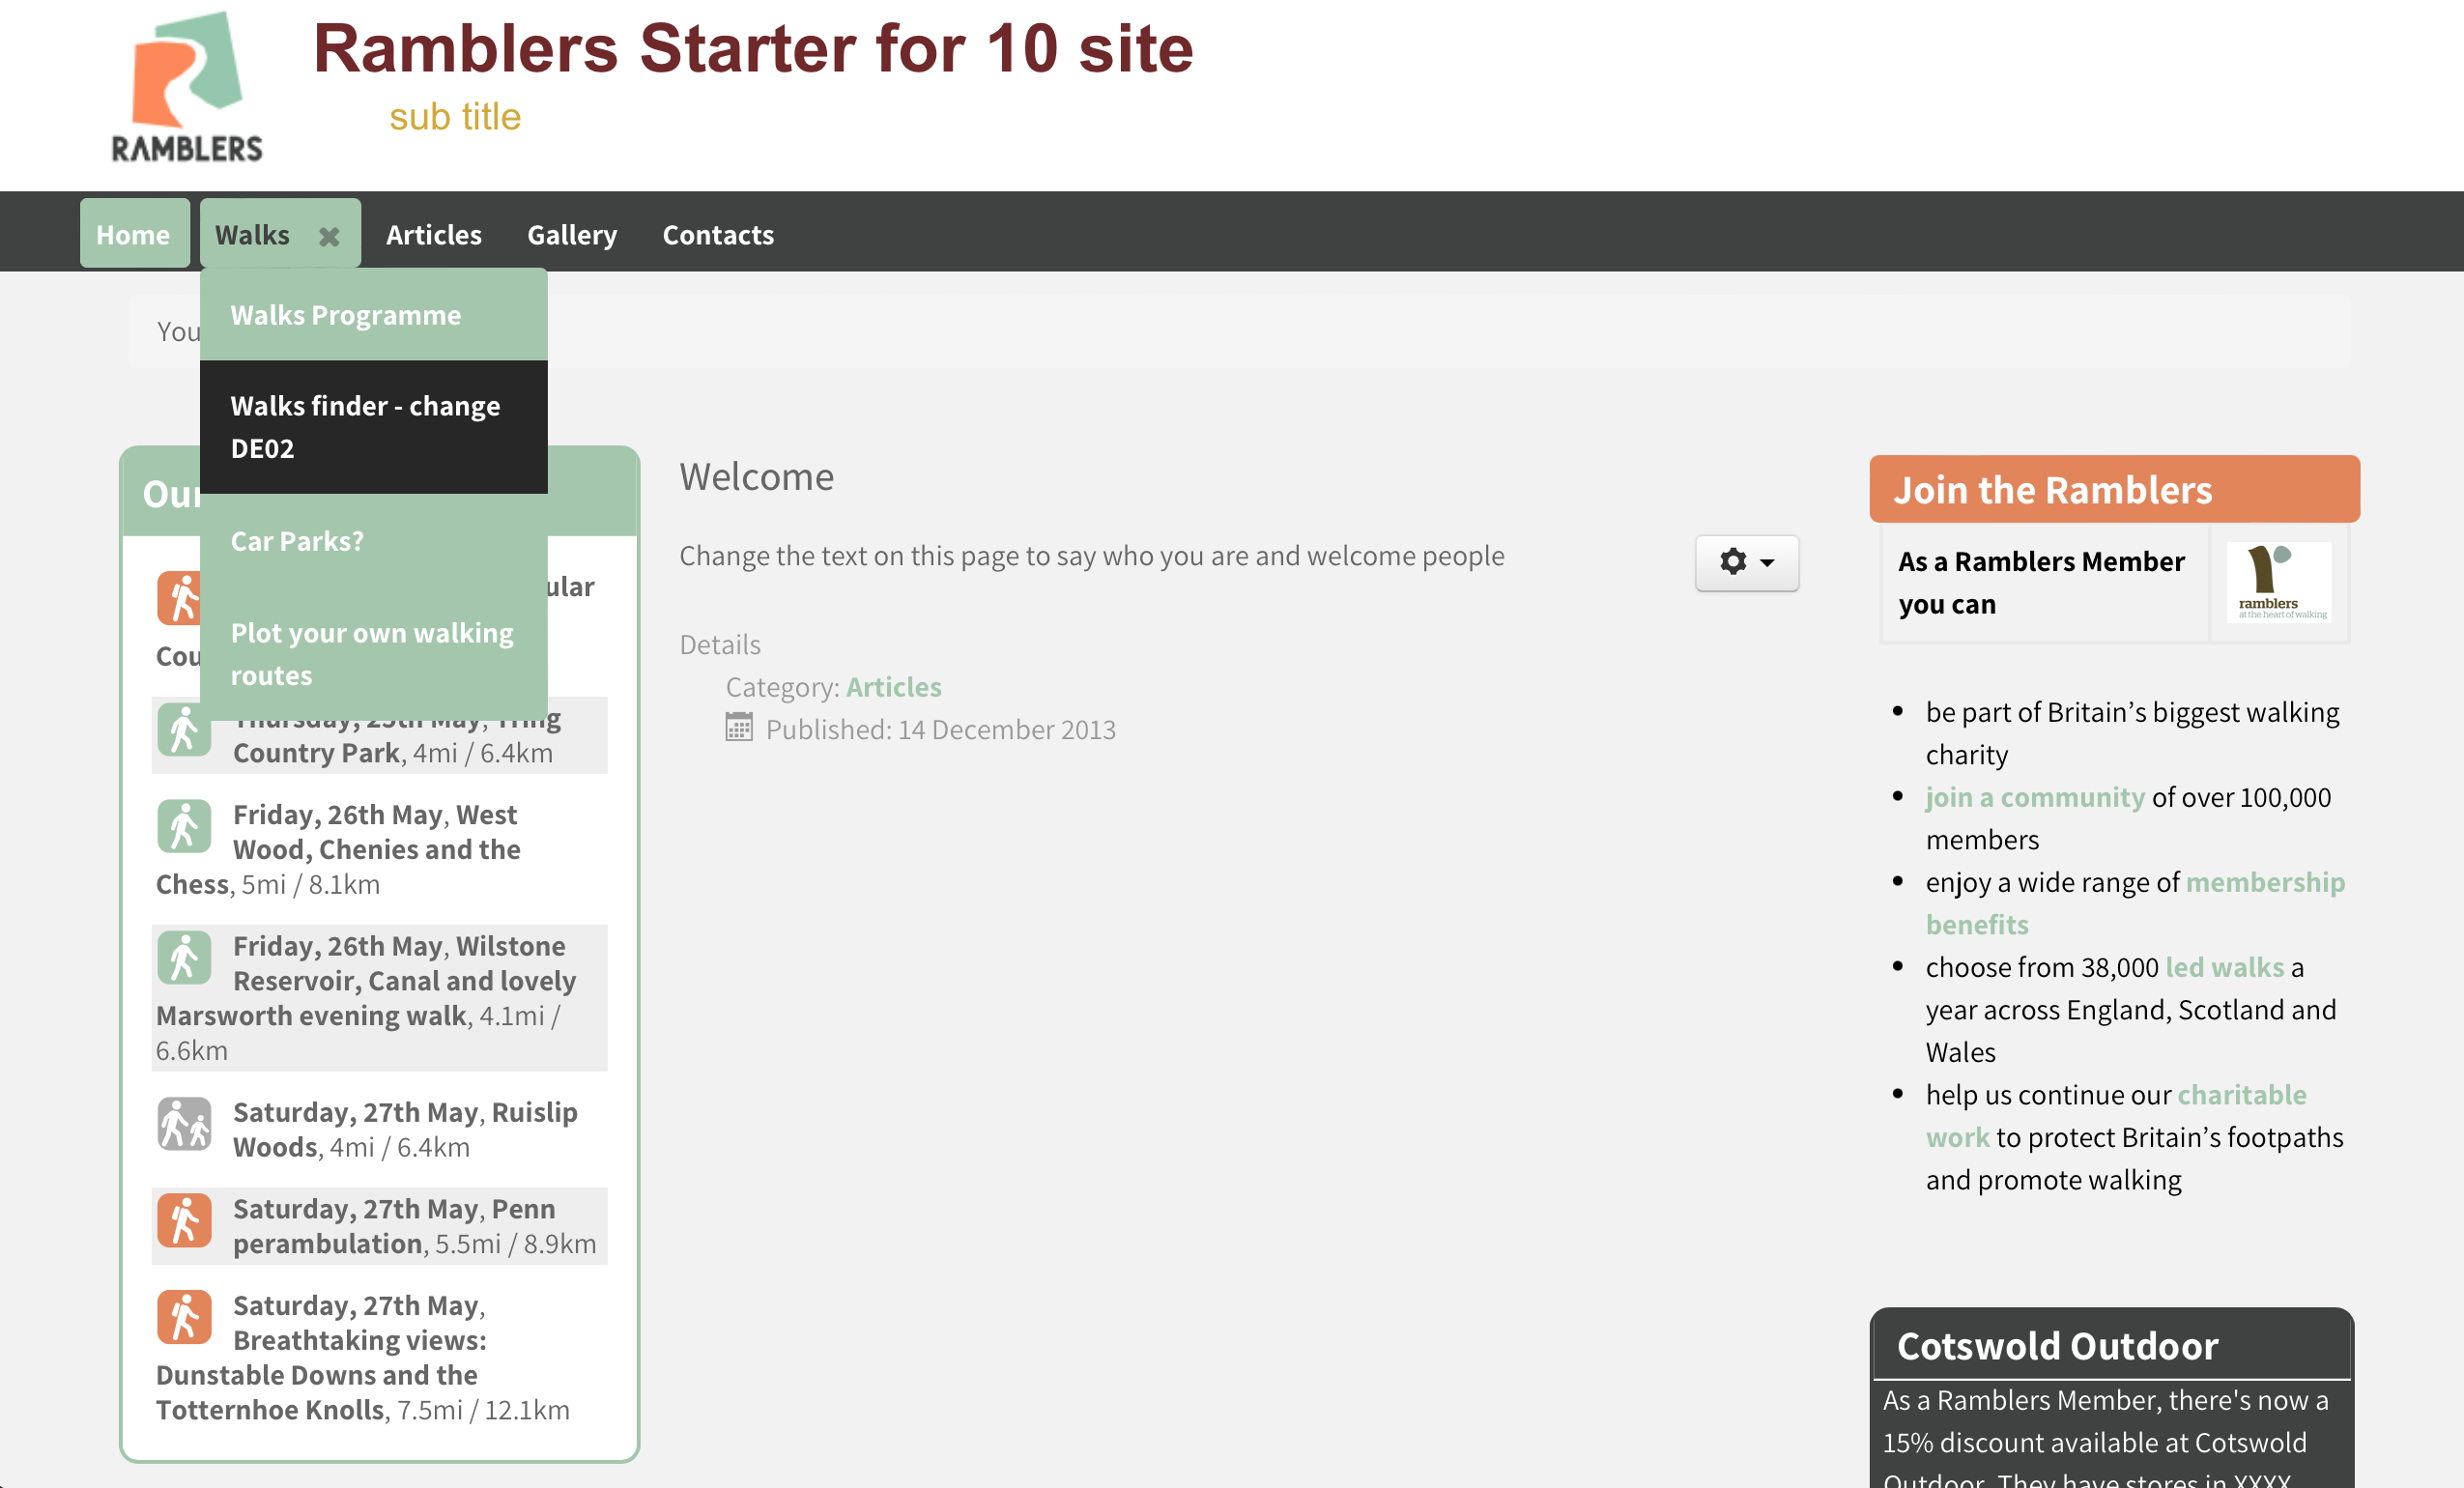 Ramblers Starter for 10 site
sub title
RAMBLERS
Home
Walks
Articles
Gallery
Contacts
Walks Programme
Walks finder - change
DE02
Car Parks?
Plot your own walking
routes
You
Our
Country Park, 4mi / 6.4km
Friday, 26th May, West
Wood, Chenies and the
Chess, 5mi / 8.1km
Friday, 26th May, Wilstone
Reservoir, Canal and lovely
Marsworth evening walk, 4.1mi /
6.6km
Saturday, 27th May, Ruislip
Woods, 4mi / 6.4km
Saturday, 27th May, Penn
perambulation, 5.5mi / 8.9km
Saturday, 27th May,
Breathtaking views:
Dunstable Downs and the
Totternhoe Knolls, 7.5mi / 12.1km
Welcome
Change the text on this page to say who you are and welcome people
Details
Category: Articles
Published: 14 December 2013
Join the Ramblers
As a Ramblers Member
you can
ramblers
at the heart of walking
be part of Britain’s biggest walking
charity
join a community of over 100,000
members
enjoy a wide range of membership
benefits
choose from 38,000 led walks a
year across England, Scotland and
Wales
help us continue our charitable
work to protect Britain’s footpaths
and promote walking
Cotswold Outdoor
As a Ramblers Member, there's now a
15% discount available at Cotswold
Outdoor. They have stores in XXXX